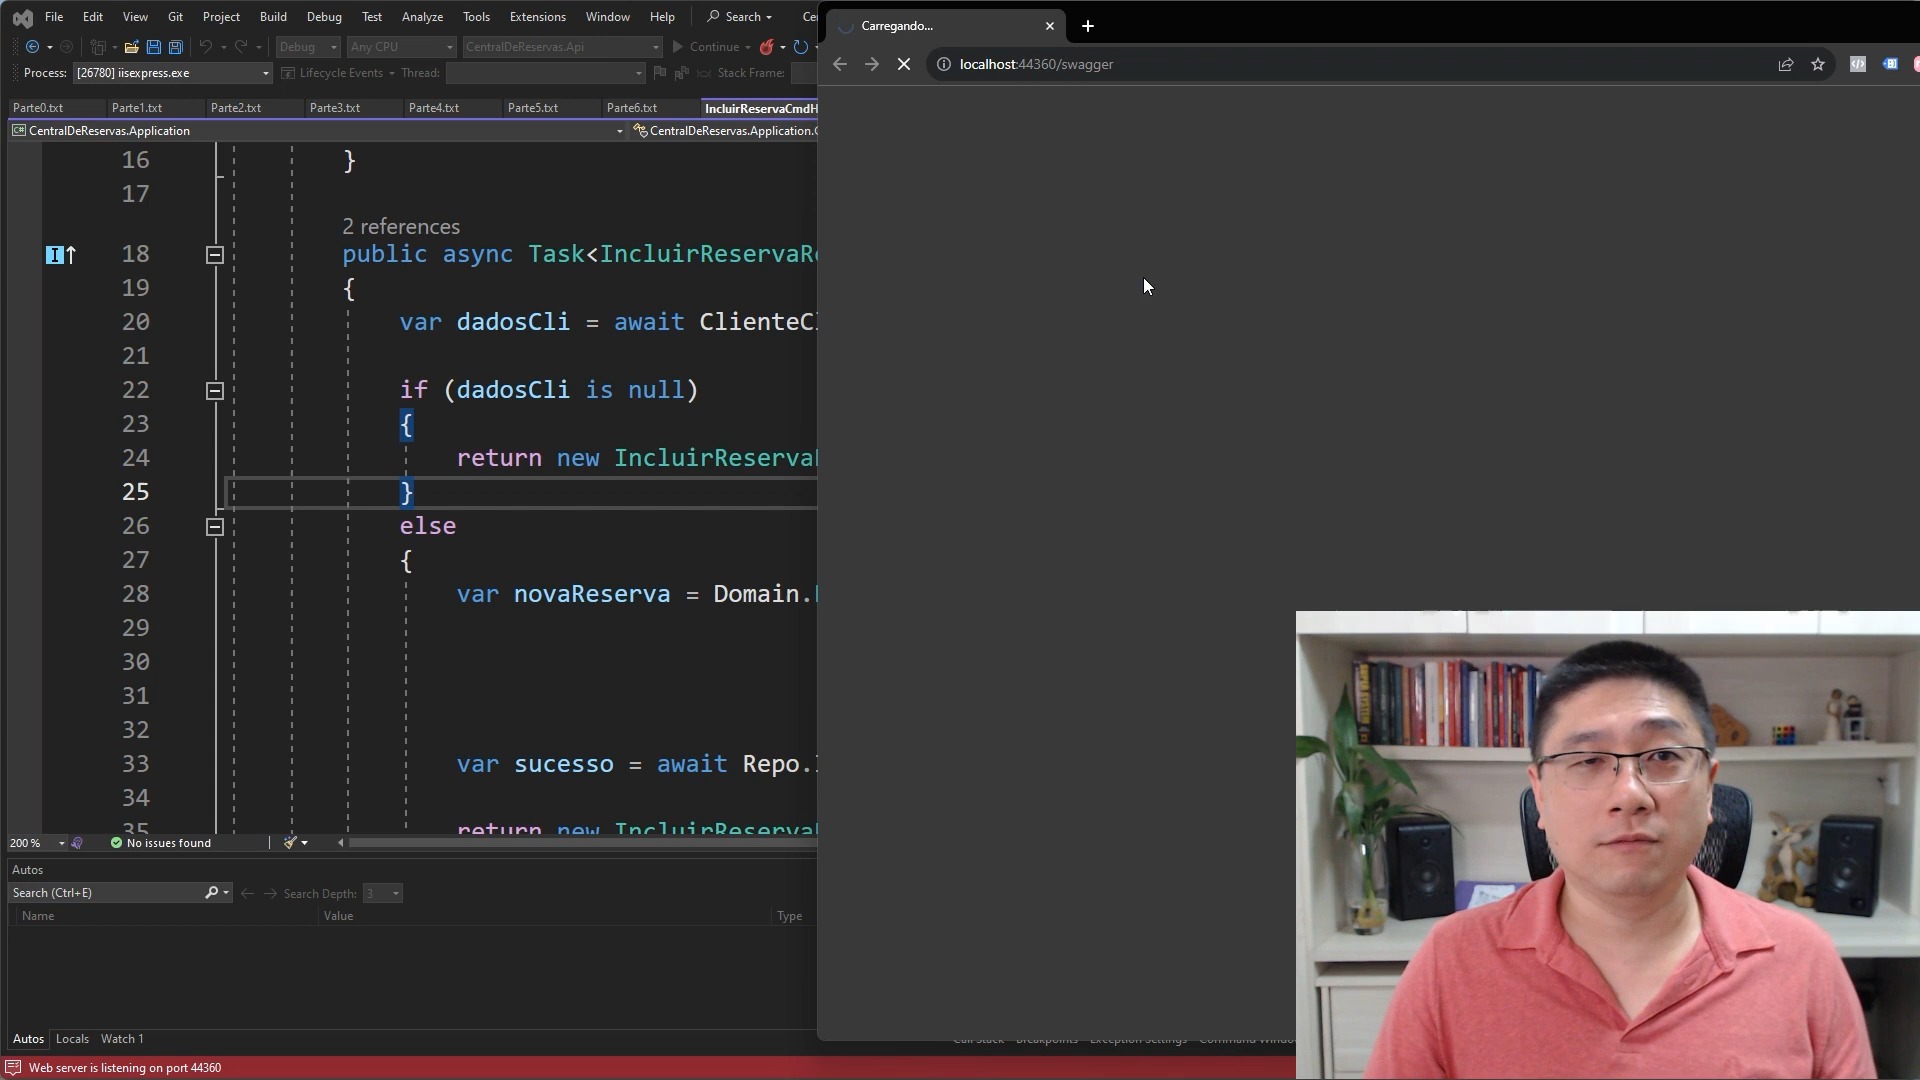 File Edit View Git Project Build Debug Test Analyze Tools Extensions Window Help Search
Debug Any CPU CentralDeReservas.Api Continue
Process: [26780] iisexpress.exe Lifecycle Events Thread: Stack Frame:
Parte0.txt Parte1.txt Parte2.txt Parte3.txt Parte4.txt Parte5.txt Parte6.txt IncluirReservaCmdH
CentralDeReservas.Application CentralDeReservas.Application.
16 }
17
2 references
18 public async Task<IncluirReservaR
19 {
20 var dadosCli = await ClienteC
21
22 if (dadosCli is null)
23 {
24 return new IncluirReserva
25 }
26 else
27 {
28 var novaReserva = Domain.
29
30
31
32
33 var sucesso = await Repo.
34
35 return new IncluirReserva
200 % No issues found
Autos
Search (Ctrl+E) Search Depth: 3
Name Value Type
Autos Locals Watch 1
Web server is listening on port 44360
Carregando...
localhost:44360/swagger